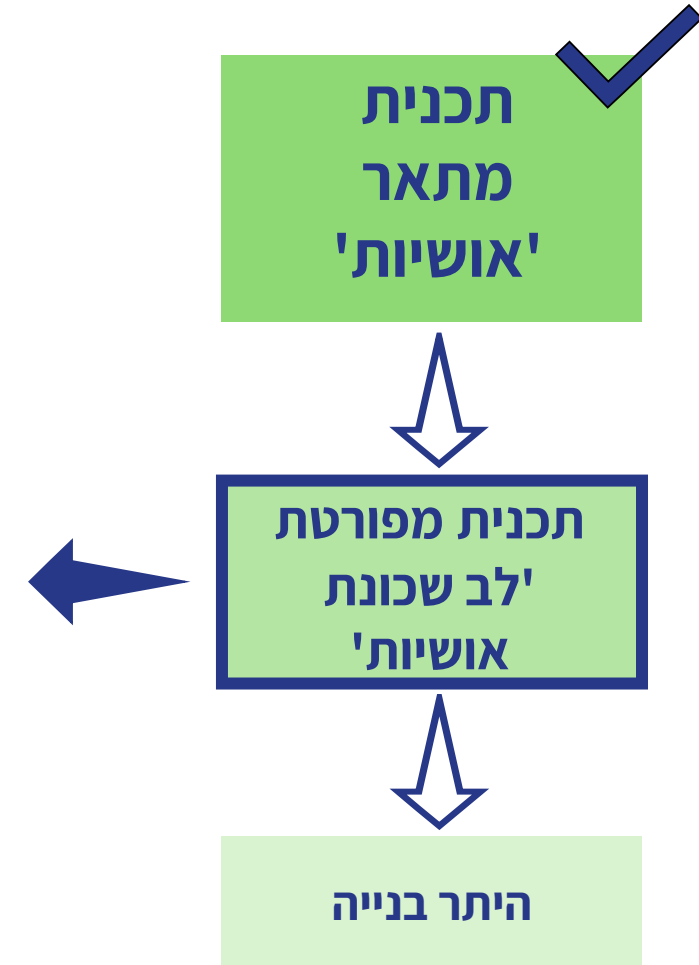 תכנית
מתאר
'אושיות'
תכנית מפורטת
'לב שכונת
אושיות'
היתר בנייה